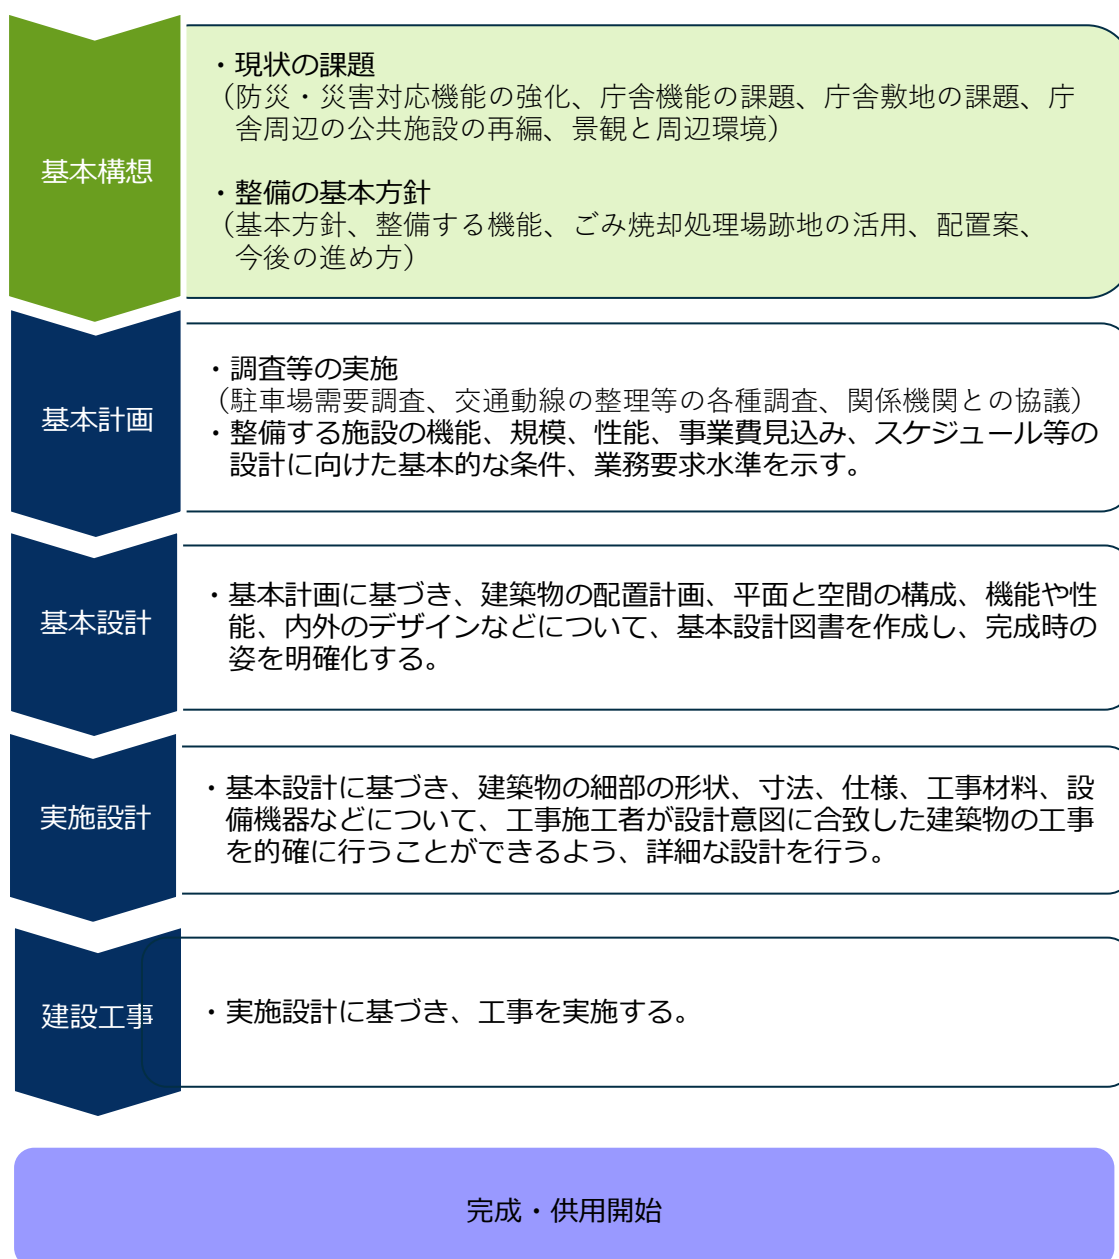 基本構想
・現状の課題
（防災・災害対応機能の強化、庁舎機能の課題、庁舎敷地の課題、庁
舎周辺の公共施設の再編、景観と周辺環境）
・整備の基本方針
（基本方針、整備する機能、ごみ焼却処理場跡地の活用、配置案、
今後の進め方）
基本計画
・調査等の実施
（駐車場需要調査、交通動線の整理等の各種調査、関係機関との協議）
・整備する施設の機能、規模、性能、事業費見込み、スケジュール等の
設計に向けた基本的な条件、業務要求水準を示す。
基本設計
・基本計画に基づき、建築物の配置計画、平面と空間の構成、機能や性
能、内外のデザインなどについて、基本設計図書を作成し、完成時の
姿を明確化する。
実施設計
・基本設計に基づき、建築物の細部の形状、寸法、仕様、工事材料、設
備機器などについて、工事施工者が設計意図に合致した建築物の工事
を的確に行うことができるよう、詳細な設計を行う。
建設工事
・実施設計に基づき、工事を実施する。
完成・供用開始